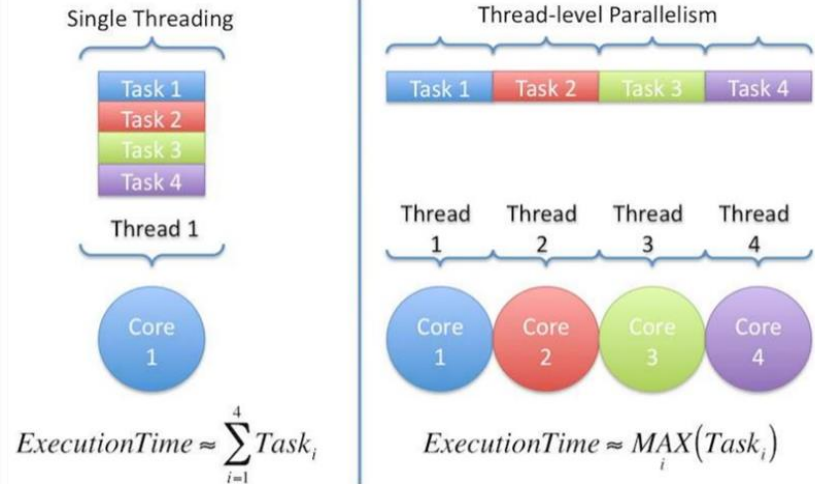 Single Threading
Task 1
Task 2
Task 3
Task 4
Thread 1
Core
1
ExecutionTime ≈ ∑_{i=1}^{4} Task_i
Thread-level Parallelism
Task 1 Task 2 Task 3 Task 4
Thread Thread Thread Thread
1 2 3 4
Core Core Core Core
1 2 3 4
ExecutionTime ≈ MAX_i(Task_i)